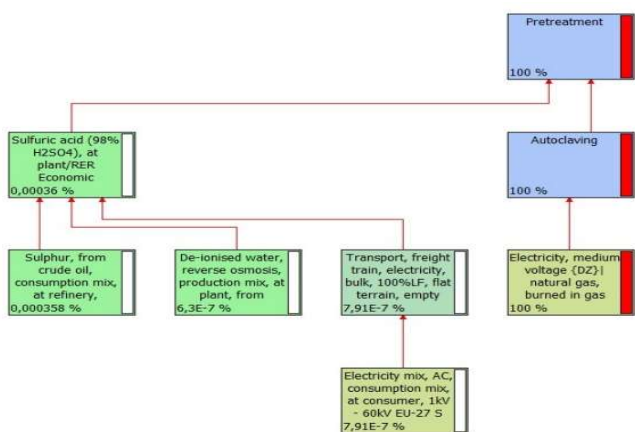 Pretreatment
100 %
Sulfuric acid (98%
H2SO4), at
plant/RER
Economic
0,00036 %
Autoclaving
100 %
Sulphur, from
crude oil,
consumption mix,
at refinery,
0,000358 %
De-ionised water,
reverse osmosis,
production mix, at
plant, from
6,3E-7 %
Transport, freight
train, electricity,
bulk, 100%LF, flat
terrain, empty
7,91E-7 %
Electricity, medium
voltage {DZ}|
natural gas,
burned in gas
100 %
Electricity mix, AC,
consumption mix,
at consumer, 1kV
- 60kV EU-27 S
7,91E-7 %